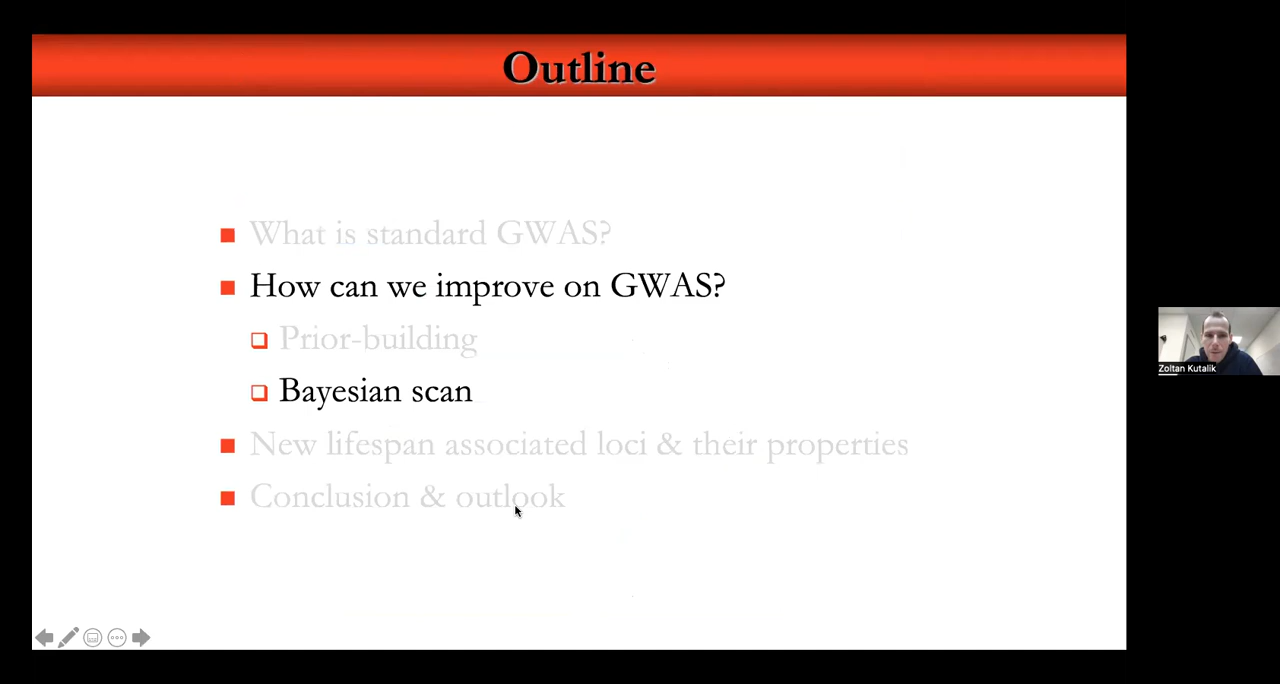 Outline
What is standard GWAS?
How can we improve on GWAS?
Prior-building
Bayesian scan
New lifespan associated loci & their properties
Conclusion & outlook
Zoltan Kutalik